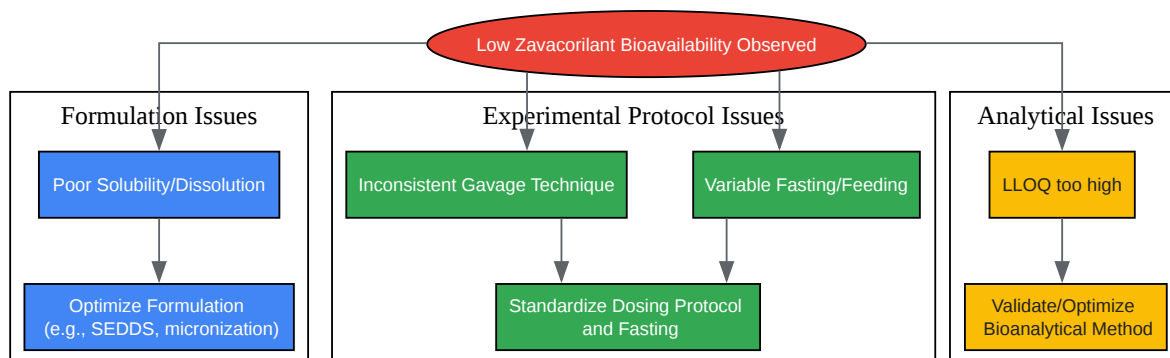 Low Zavacorilant Bioavailability Observed
Formulation Issues
Experimental Protocol Issues
Analytical Issues
Poor Solubility/Dissolution
Inconsistent Gavage Technique
Variable Fasting/Feeding
LLOQ too high
Optimize Formulation
(e.g., SEDDS, micronization)
Standardize Dosing Protocol
and Fasting
Validate/Optimize
Bioanalytical Method